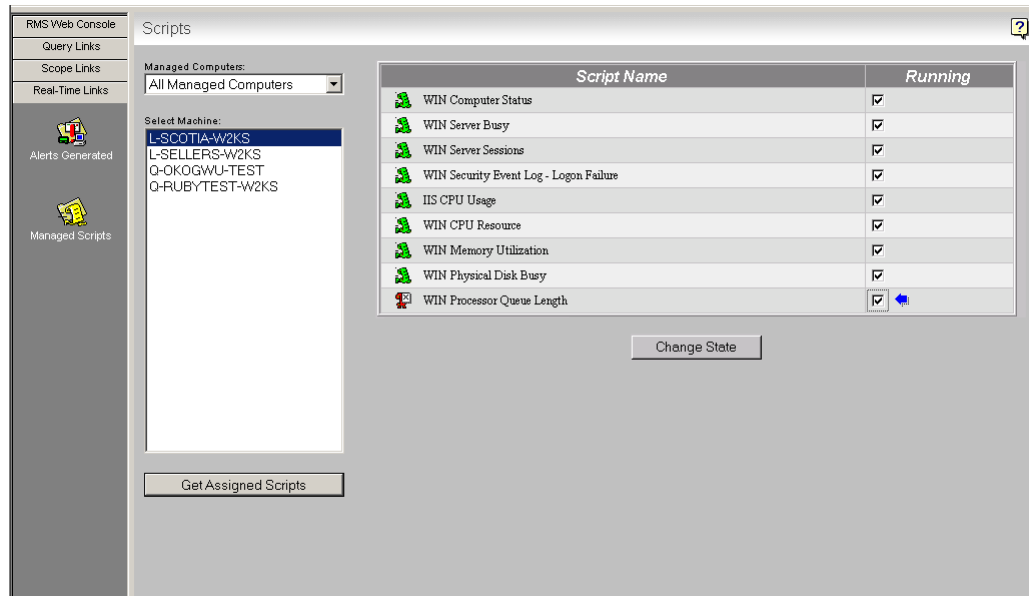 RMS Web Console
Query Links
Scope Links
Real-Time Links
Alerts Generated
Managed Scripts
Scripts
?
Managed Computers:
All Managed Computers
Select Machine:
L-SCOTIA-W2KS
L-SELLERS-W2KS
Q-OKOGWU-TEST
Q-RUBYTEST-W2KS
Get Assigned Scripts
Script Name Running
WIN Computer Status
WIN Server Busy
WIN Server Sessions
WIN Security Event Log - Logon Failure
IIS CPU Usage
WIN CPU Resource
WIN Memory Utilization
WIN Physical Disk Busy
WIN Processor Queue Length
Change State